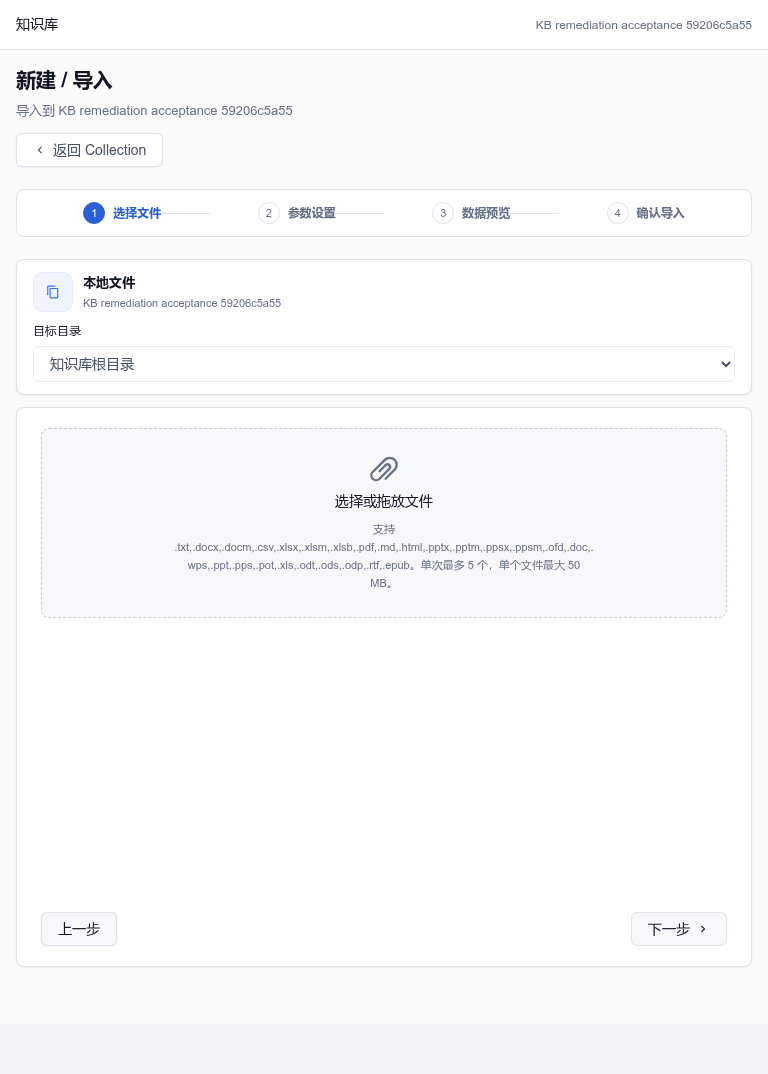 知识库
KB remediation acceptance 59206c5a55
新建 / 导入
导入到 KB remediation acceptance 59206c5a55
返回 Collection
1 选择文件
2 参数设置
3 数据预览
4 确认导入
本地文件
KB remediation acceptance 59206c5a55
目标目录
知识库根目录
选择或拖放文件
支持
.txt,.docx,.docm,.csv,.xlsx,.xlsm,.xlsb,.pdf,.md,.html,.pptx,.pptm,.ppsx,.ppsm,.ofd,.doc,.
wps,.ppt,.pps,.pot,.xls,.odt,.ods,.odp,.rtf,.epub。单次最多 5 个，单个文件最大 50
MB。
上一步
下一步